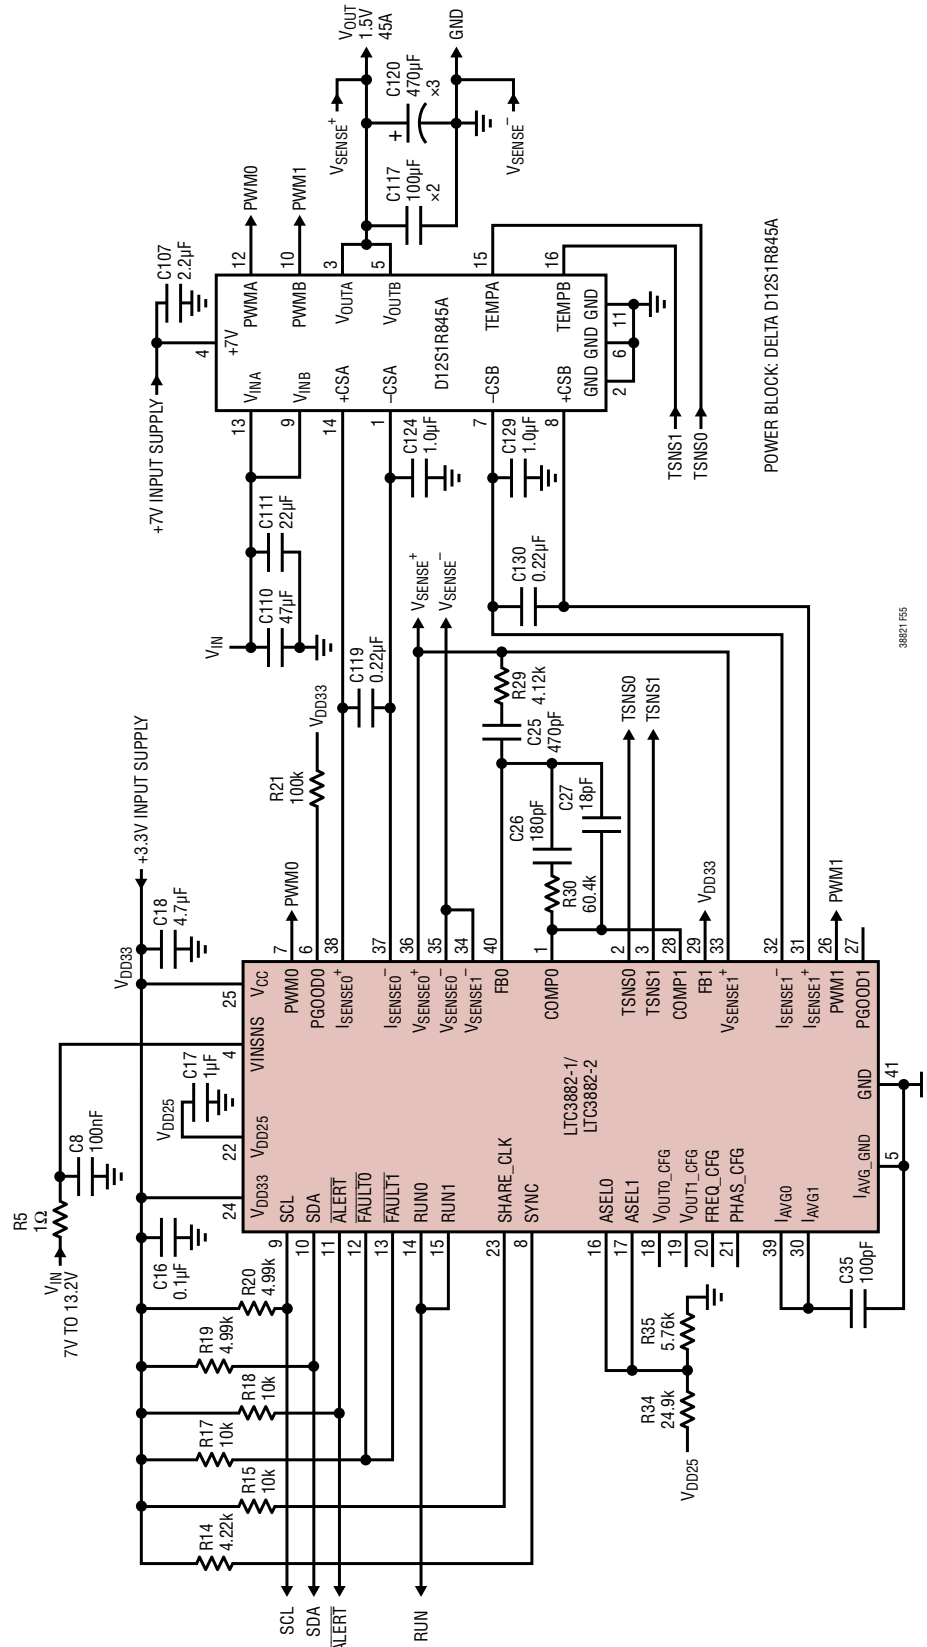 +7V INPUT SUPPLY
C107
2.2µF
VOUT
1.5V
45A
GND
VSENSE+
C120
470µF
×3
+
C117
100µF
×2
VSENSE–
PWM0
PWM1
12
10
3
5
15
16
4
+7V
PWMA
PWMB
VOUTA
VOUTB
TEMPA
TEMPB
D12S1R845A
VINA
VINB
+CSA
–CSA
–CSB
+CSB
GND
GND
GND
2
6
11
13
9
14
1
7
8
TSNS1
TSNS0
POWER BLOCK: DELTA D12S1R845A
VIN
C110
47µF
C111
22µF
C124
1.0µF
C129
1.0µF
C130
0.22µF
C119
0.22µF
VSENSE+
VSENSE–
VDD33
R21
100k
R29
4.12k
C25
470pF
C26
180pF
C27
18pF
R30
60.4k
TSNS0
TSNS1
VDD33
PWM0
PWM1
+3.3V INPUT SUPPLY
VDD33
C18
4.7µF
VDD25
C17
1µF
C8
100nF
R5
1Ω
VIN
7V TO 13.2V
C16
0.1µF
25
4
22
24
VCC
VINSNS
VDD25
VDD33
7
6
38
37
36
35
34
40
1
2
3
28
29
33
32
31
26
27
PWM0
PGOOD0
ISENSE0+
ISENSE0–
VSENSE0+
VSENSE0–
VSENSE1–
FB0
COMP0
TSNS0
TSNS1
COMP1
FB1
VSENSE1+
ISENSE1–
ISENSE1+
PWM1
PGOOD1
LTC3882-1/
LTC3882-2
SCL
SDA
ALERT
FAULT0
FAULT1
RUN0
RUN1
SHARE_CLK
SYNC
ASEL0
ASEL1
VOUT0_CFG
VOUT1_CFG
FREQ_CFG
PHAS_CFG
IAVG0
IAVG1
IAVG_GND
GND
5
41
9
10
11
12
13
14
15
23
8
16
17
18
19
20
21
39
30
R20
4.99k
R19
4.99k
R18
10k
R17
10k
R15
10k
R14
4.22k
R35
5.76k
R34
24.9k
VDD25
C35
100pF
SCL
SDA
ALERT
RUN
38821 F55